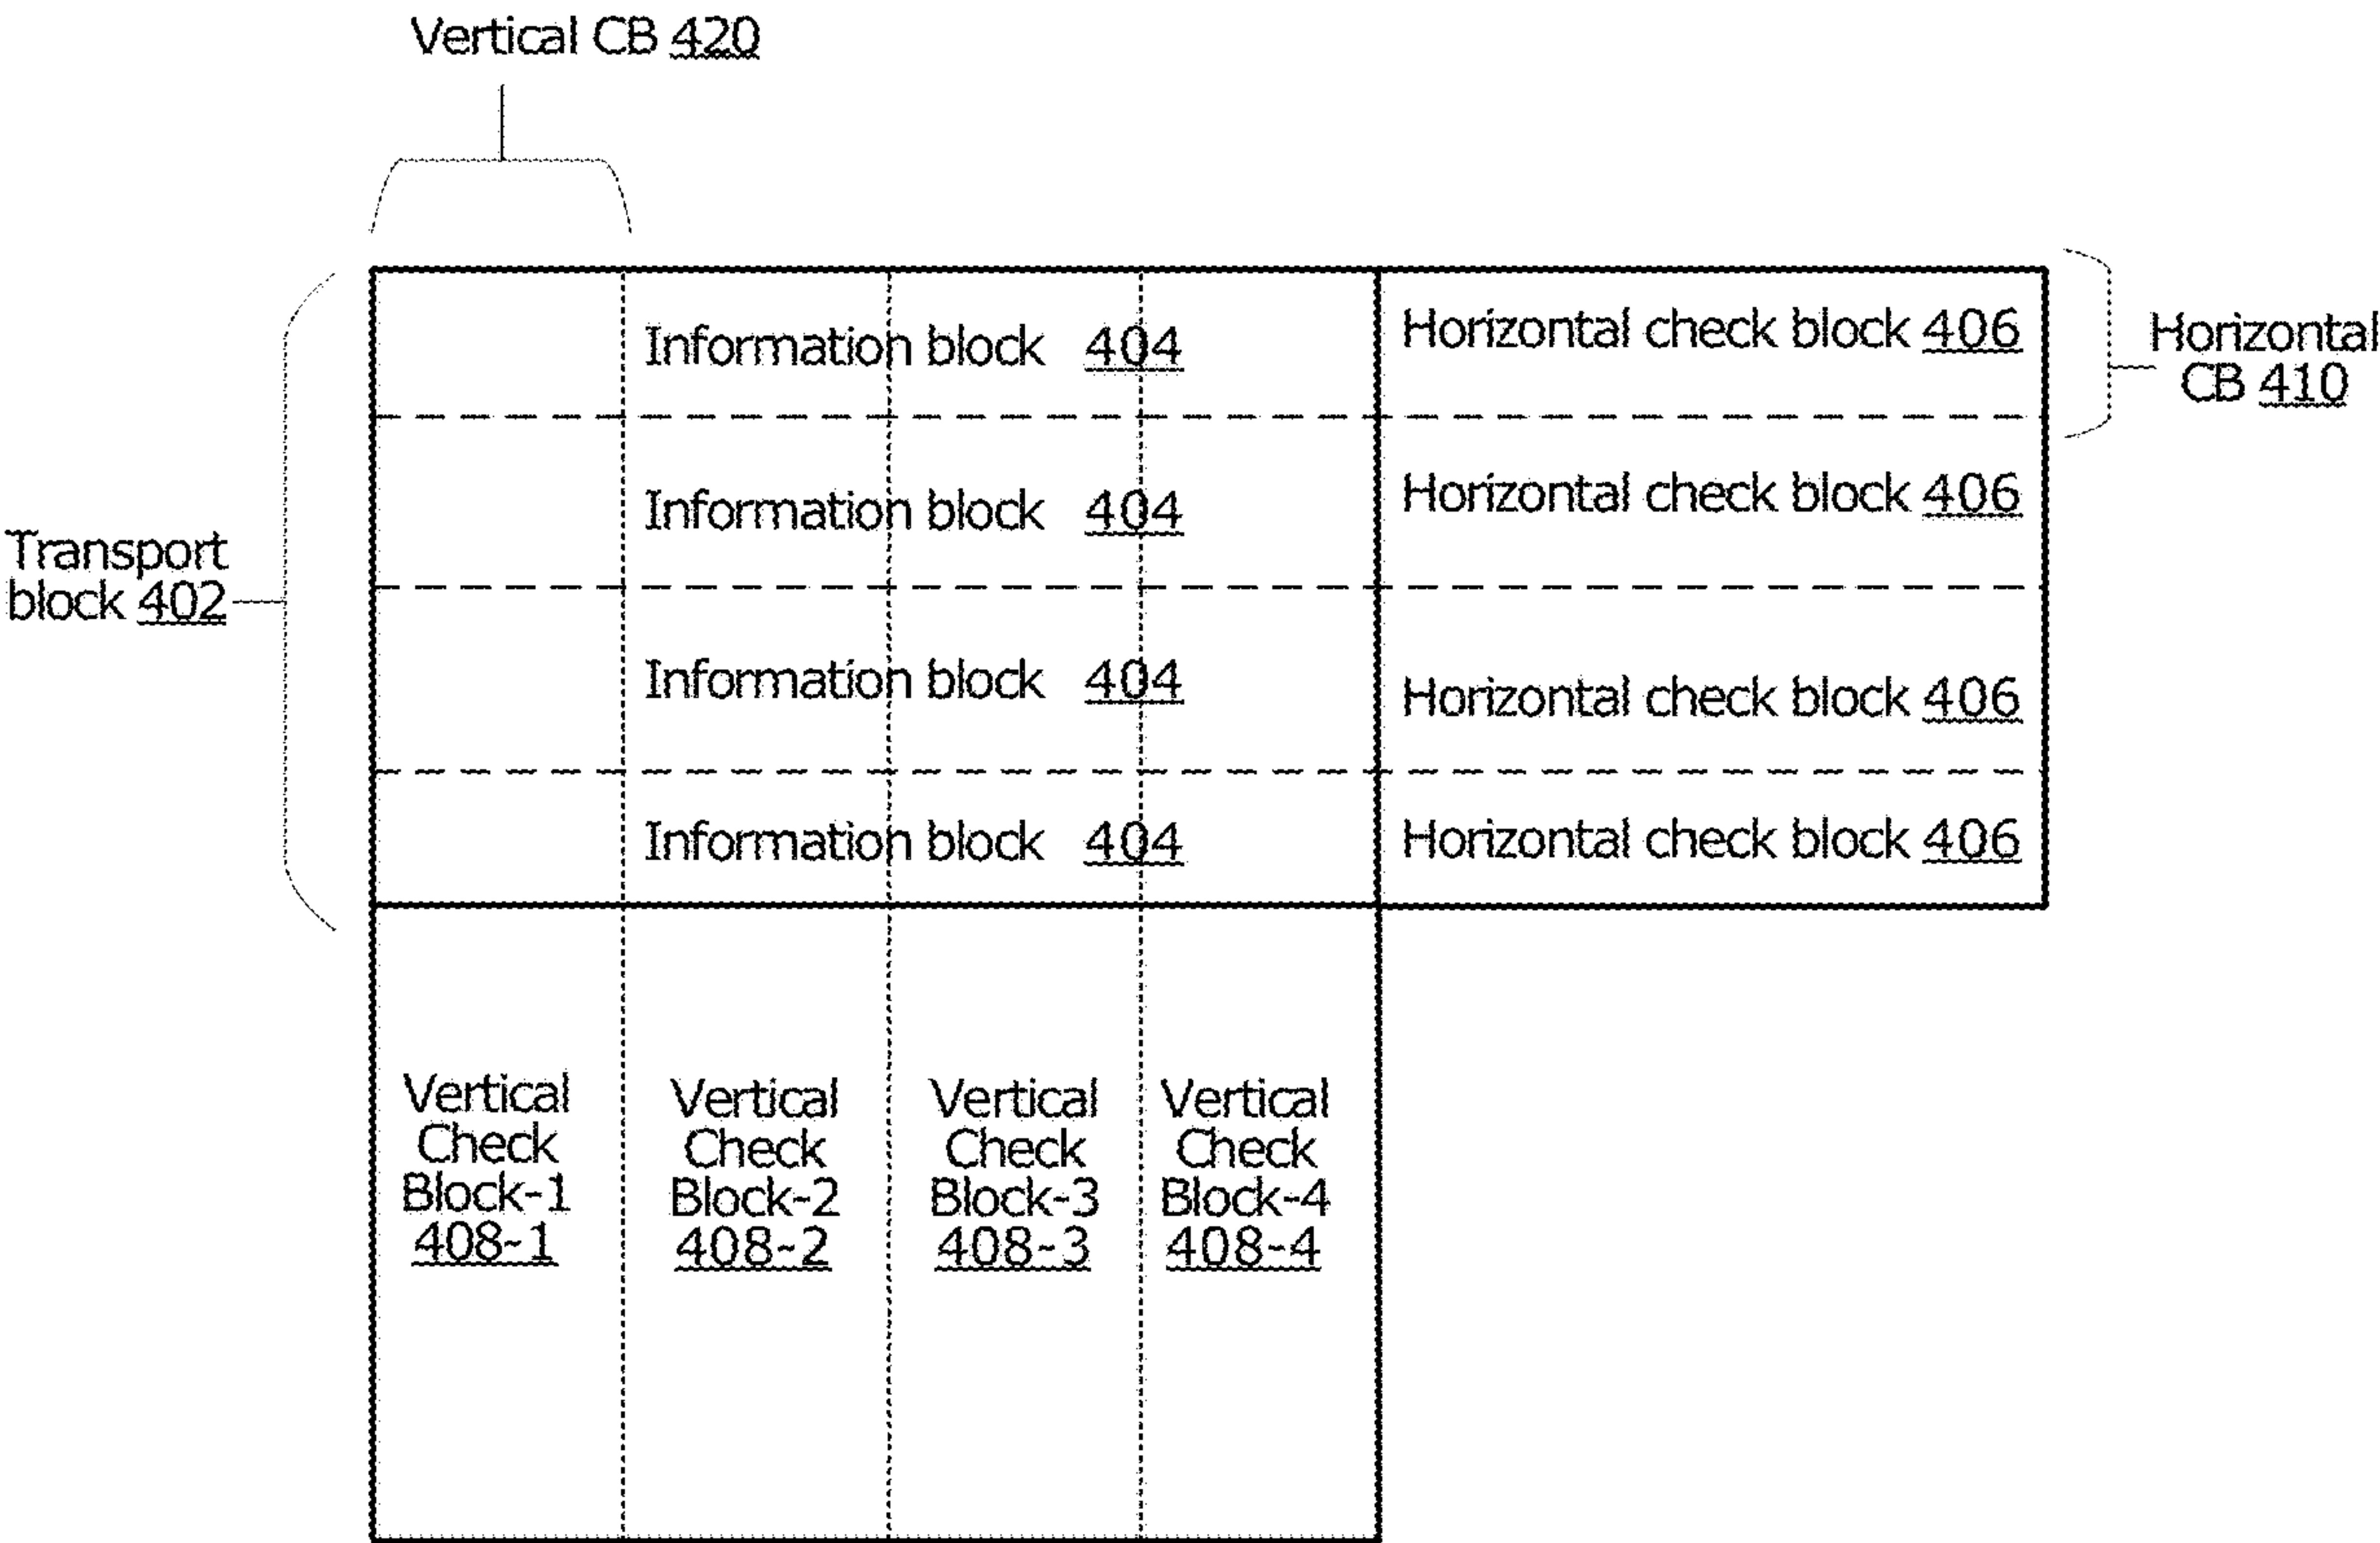 Vertical CB 420
Information block 404
Horizontal check block 406
Horizontal
CB 410
Information block 404
Horizontal check block 406
Transport
block 402
Information block 404
Horizontal check block 406
Information block 404
Horizontal check block 406
Vertical
Check
Block-1
408-1
Vertical
Check
Block-2
408-2
Vertical
Check
Block-3
408-3
Vertical
Check
Block-4
408-4